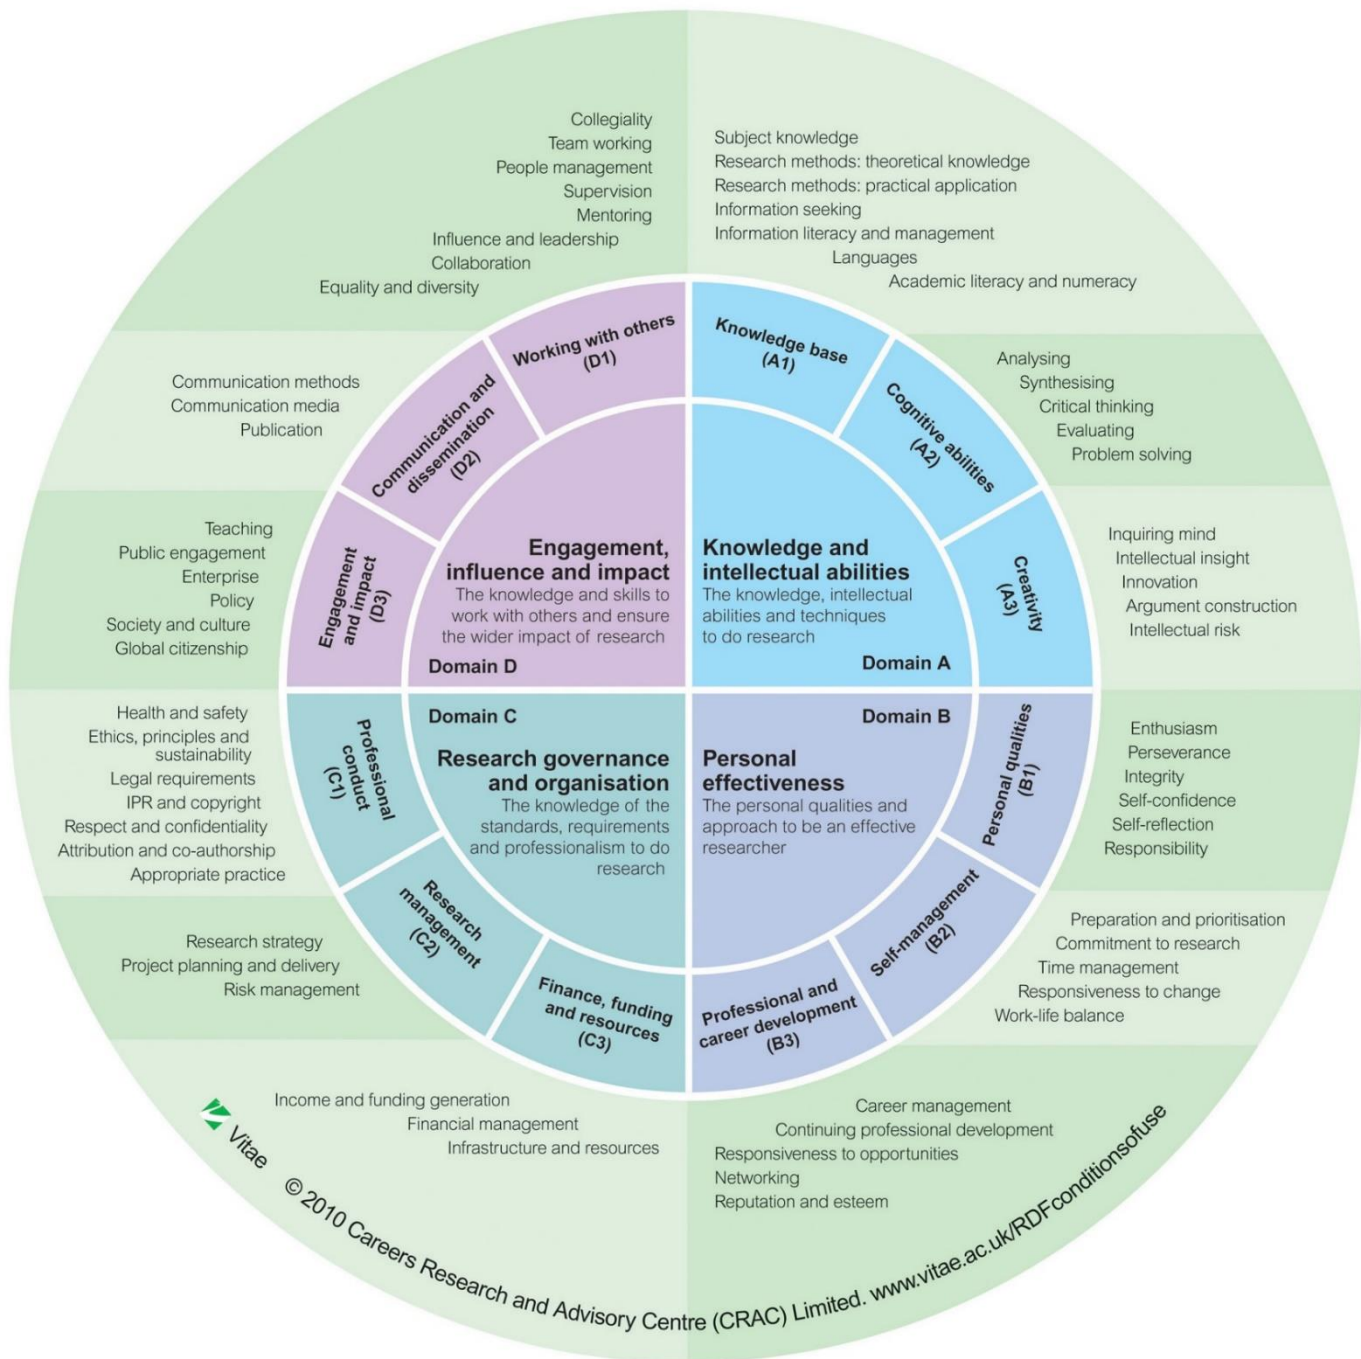 Collegiality
Team working
People management
Supervision
Mentoring
Influence and leadership
Collaboration
Equality and diversity
Subject knowledge
Research methods: theoretical knowledge
Research methods: practical application
Information seeking
Information literacy and management
Languages
Academic literacy and numeracy
Working with others
(D1)
Knowledge base
(A1)
Communication methods
Communication media
Publication
Communication and
dissemination
(D2)
Cognitive abilities
(A2)
Analysing
Synthesising
Critical thinking
Evaluating
Problem solving
Teaching
Public engagement
Enterprise
Policy
Society and culture
Global citizenship
Engagement
and impact
(D3)
Engagement,
influence and impact
The knowledge and skills to
work with others and ensure
the wider impact of research
Domain D
Knowledge and
intellectual abilities
The knowledge, intellectual
abilities and techniques
to do research
Domain A
Creativity
(A3)
Inquiring mind
Intellectual insight
Innovation
Argument construction
Intellectual risk
Health and safety
Ethics, principles and
sustainability
Legal requirements
IPR and copyright
Respect and confidentiality
Attribution and co-authorship
Appropriate practice
Professional
conduct
(C1)
Domain C
Research governance
and organisation
The knowledge of the
standards, requirements
and professionalism to do
research
Domain B
Personal
effectiveness
The personal qualities and
approach to be an effective
researcher
Personal qualities
(B1)
Enthusiasm
Perseverance
Integrity
Self-confidence
Self-reflection
Responsibility
Research strategy
Project planning and delivery
Risk management
Research
management
(C2)
Self-management
(B2)
Preparation and prioritisation
Commitment to research
Time management
Responsiveness to change
Work-life balance
Finance, funding
and resources
(C3)
Professional and
career development
(B3)
Income and funding generation
Financial management
Infrastructure and resources
Career management
Continuing professional development
Responsiveness to opportunities
Networking
Reputation and esteem
Vitae © 2010 Careers Research and Advisory Centre (CRAC) Limited. www.vitae.ac.uk/RDFconditionsofuse